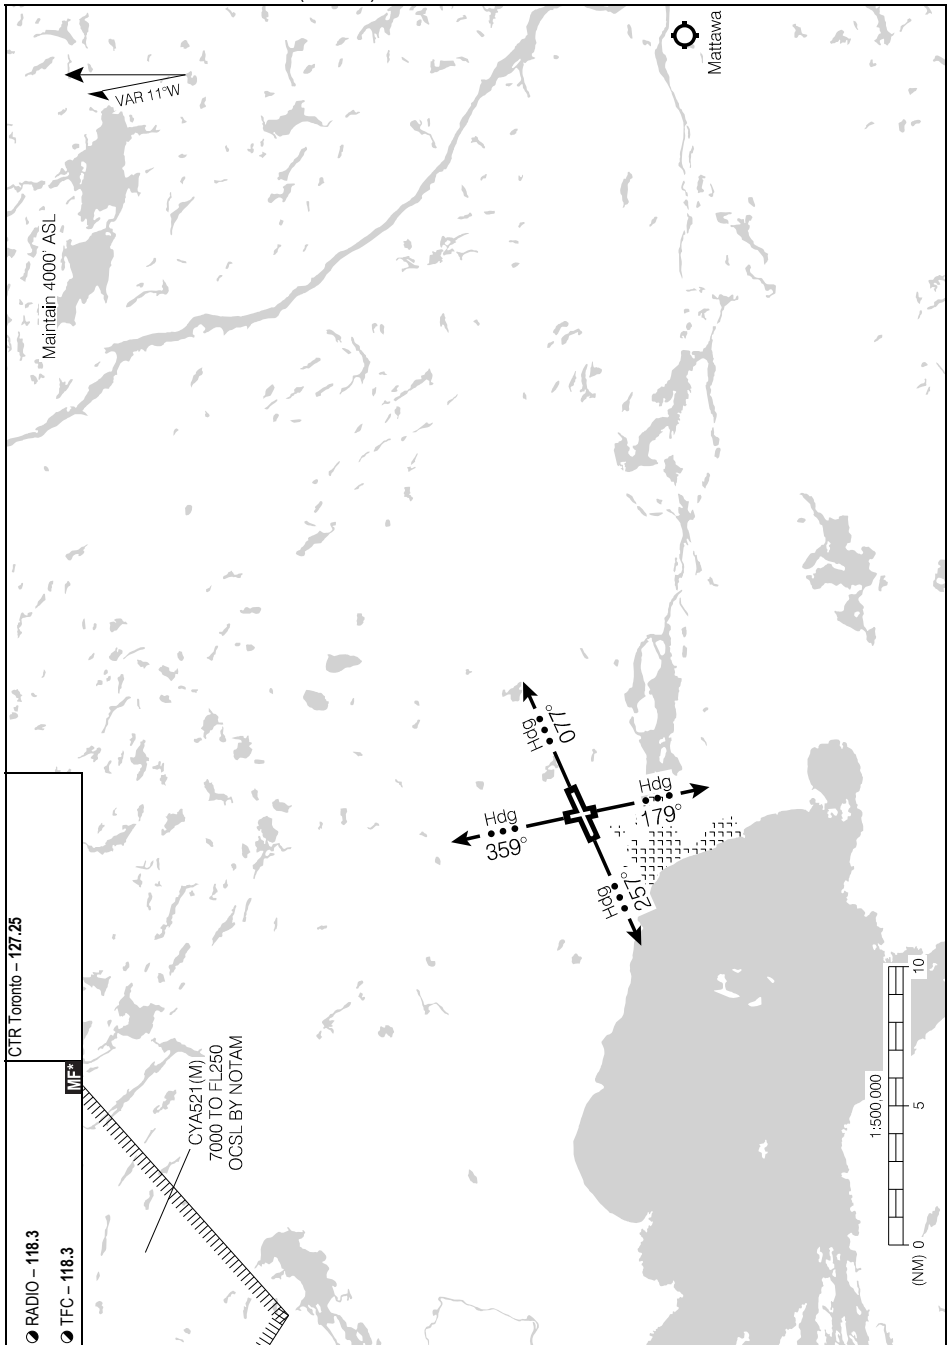 RADIO – 118.3
TFC – 118.3
MF*
CTR Toronto – 127.25
Maintain 4000' ASL
VAR 11°W
Mattawa
CYA521(M)
7000 TO FL250
OCSL BY NOTAM
Hdg
359°
Hdg
077°
Hdg
179°
Hdg
257°
1:500,000
(NM) 0 5 10